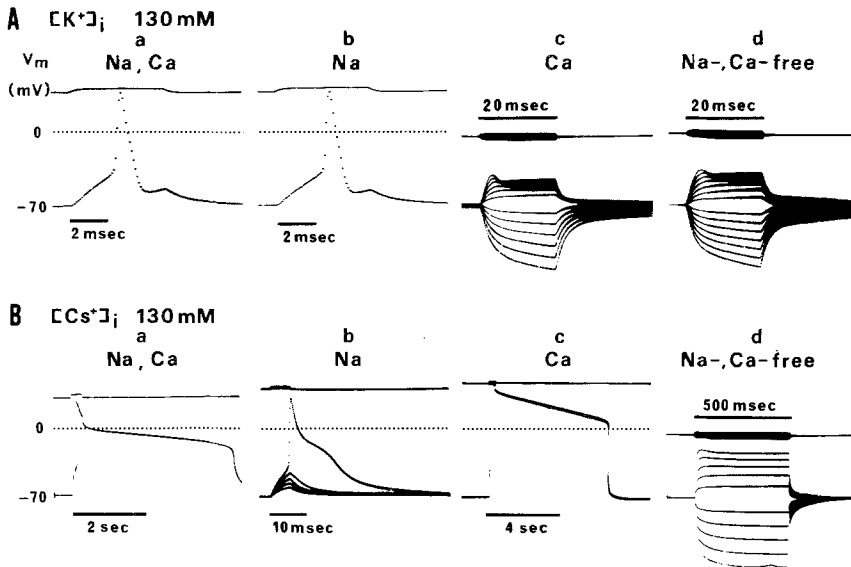 A [K+]i 130 mM
a b c d
Vm Na, Ca Na Ca Na-, Ca-free
(mV) 20 msec 20 msec
0
-70
2 msec 2 msec
B [Cs+]i 130 mM
a b c d
Na, Ca Na Ca Na-, Ca-free
500 msec
0
-70
2 sec 10 msec 4 sec